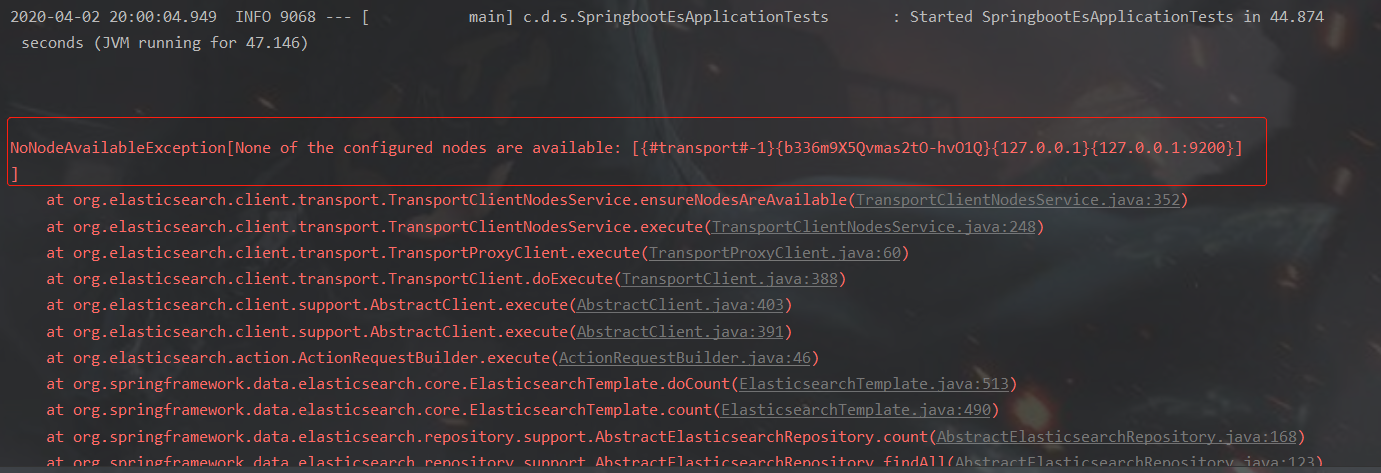 2020-04-02 20:00:04.949  INFO 9068 --- [           main] c.d.s.SpringbootEsApplicationTests       : Started SpringbootEsApplicationTests in 44.874
seconds (JVM running for 47.146)
NoNodeAvailableException[None of the configured nodes are available: [{#transport#-1}{b336m9X5Qvmas2tO-hvO1Q}{127.0.0.1}{127.0.0.1:9200}]
]
at org.elasticsearch.client.transport.TransportClientNodesService.ensureNodesAreAvailable(TransportClientNodesService.java:352)
at org.elasticsearch.client.transport.TransportClientNodesService.execute(TransportClientNodesService.java:248)
at org.elasticsearch.client.transport.TransportProxyClient.execute(TransportProxyClient.java:60)
at org.elasticsearch.client.transport.TransportClient.doExecute(TransportClient.java:388)
at org.elasticsearch.client.support.AbstractClient.execute(AbstractClient.java:403)
at org.elasticsearch.client.support.AbstractClient.execute(AbstractClient.java:391)
at org.elasticsearch.action.ActionRequestBuilder.execute(ActionRequestBuilder.java:46)
at org.springframework.data.elasticsearch.core.ElasticsearchTemplate.doCount(ElasticsearchTemplate.java:513)
at org.springframework.data.elasticsearch.core.ElasticsearchTemplate.count(ElasticsearchTemplate.java:490)
at org.springframework.data.elasticsearch.repository.support.AbstractElasticsearchRepository.count(AbstractElasticsearchRepository.java:168)
at org.springframework.data.elasticsearch.repository.support.AbstractElasticsearchRepository.findAll(AbstractElasticsearchRepository.java:123)